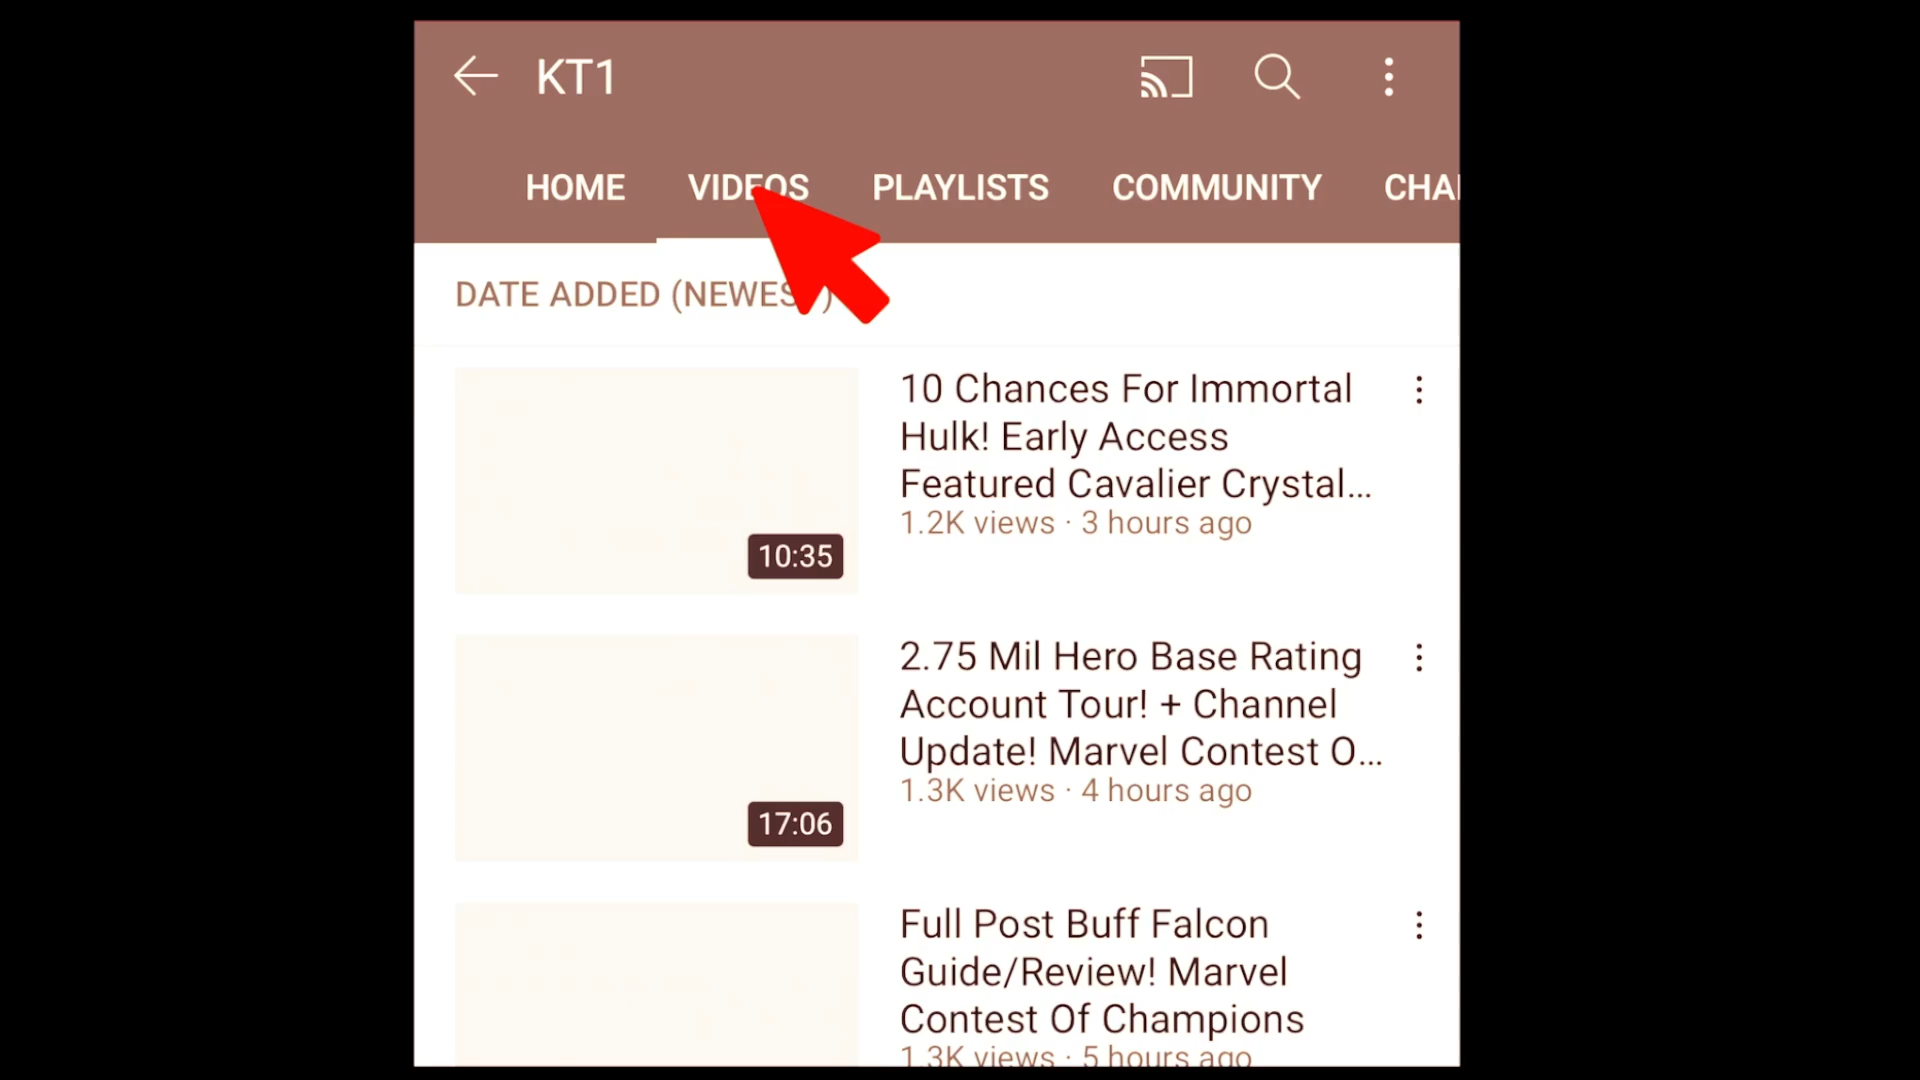 KT1
HOME VIDEOS PLAYLISTS COMMUNITY CHA
DATE ADDED (NEWES )
10 Chances For Immortal
Hulk! Early Access
Featured Cavalier Crystal...
1.2K views · 3 hours ago
10:35
2.75 Mil Hero Base Rating
Account Tour! + Channel
Update! Marvel Contest O...
1.3K views · 4 hours ago
17:06
Full Post Buff Falcon
Guide/Review! Marvel
Contest Of Champions
1.3K views · 5 hours ago